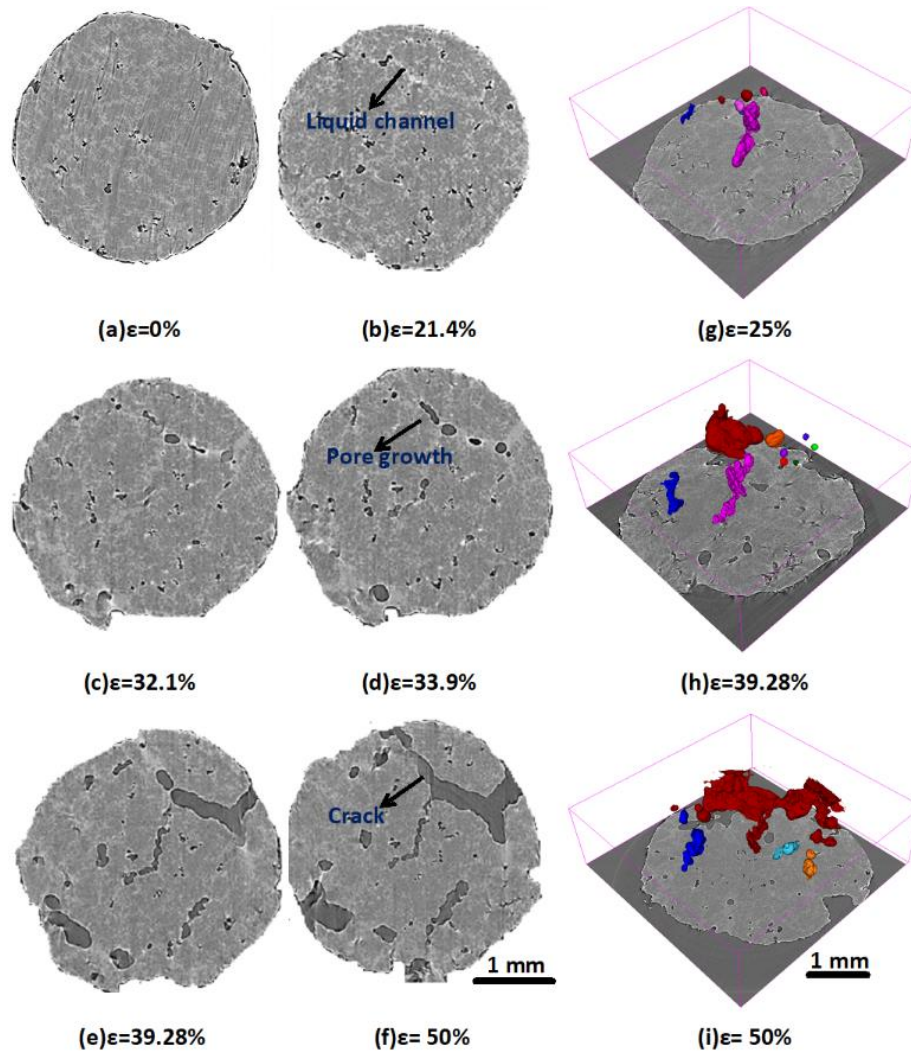 Liquid channel
(a)ε=0%
(b)ε=21.4%
(g)ε=25%
Pore growth
(c)ε=32.1%
(d)ε=33.9%
(h)ε=39.28%
Crack
1 mm
1 mm
(e)ε=39.28%
(f)ε= 50%
(i)ε= 50%